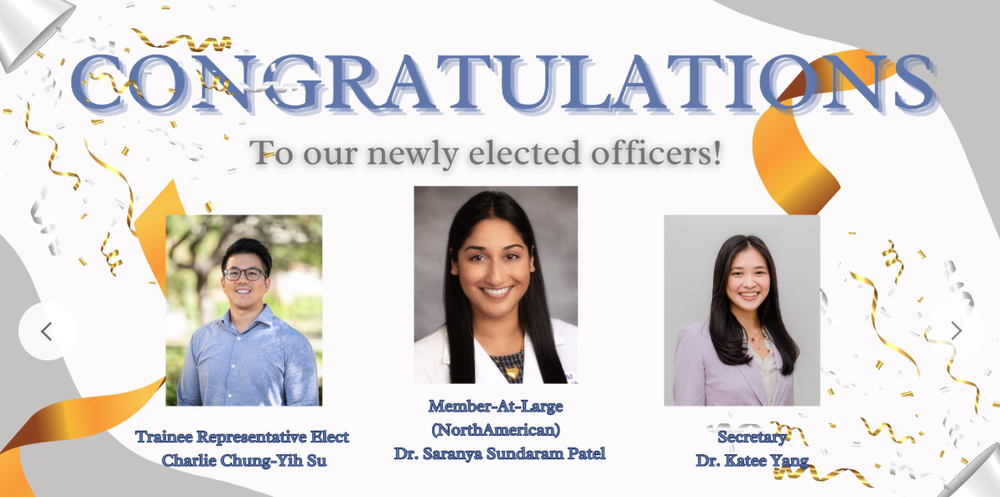 CONGRATULATIONS
To our newly elected officers!
Trainee Representative Elect
Charlie Chung-Yih Su
Member-At-Large
(NorthAmerican)
Dr. Saranya Sundaram Patel
Secretary
Dr. Katee Yang